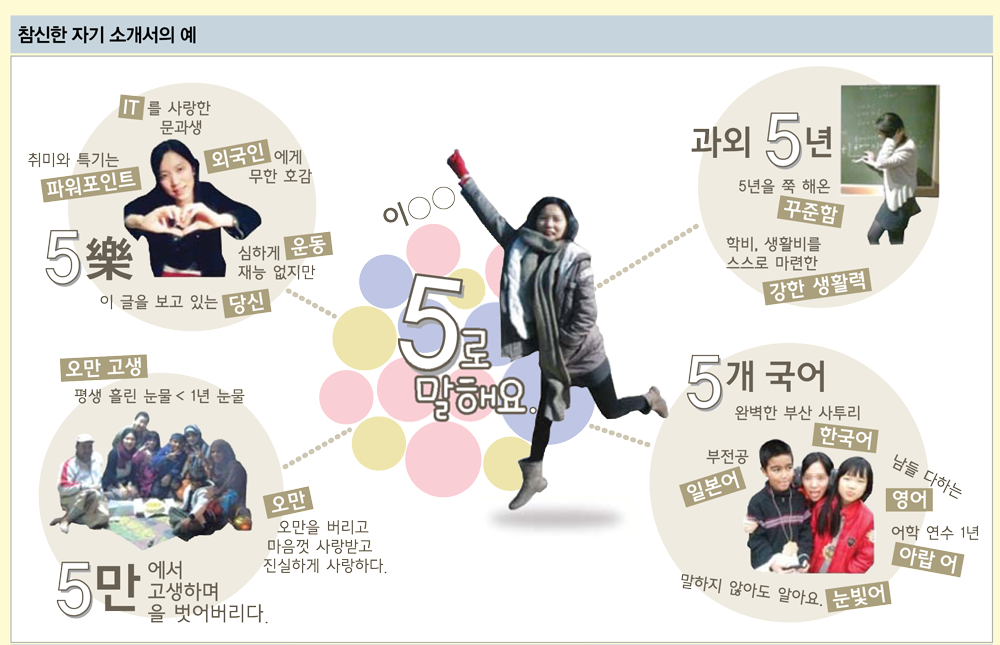 참신한 자기 소개서의 예
IT 를 사랑한
문과생
취미와 특기는
파워포인트
외국인 에게
무한 호감
5樂
심하게 운동
재능 없지만
이 글을 보고 있는 당신
이○○
5로
말해요.
과외 5년
5년을 쭉 해온
꾸준함
학비, 생활비를
스스로 마련한
강한 생활력
오만 고생
평생 흘린 눈물 < 1년 눈물
오만
오만을 버리고
마음껏 사랑받고
진실하게 사랑하다.
5만 에서
고생하며
을 벗어버리다.
5개 국어
완벽한 부산 사투리
한국어
부전공
일본어
남들 다하는
영어
어학 연수 1년
아랍 어
말하지 않아도 알아요. 눈빛어